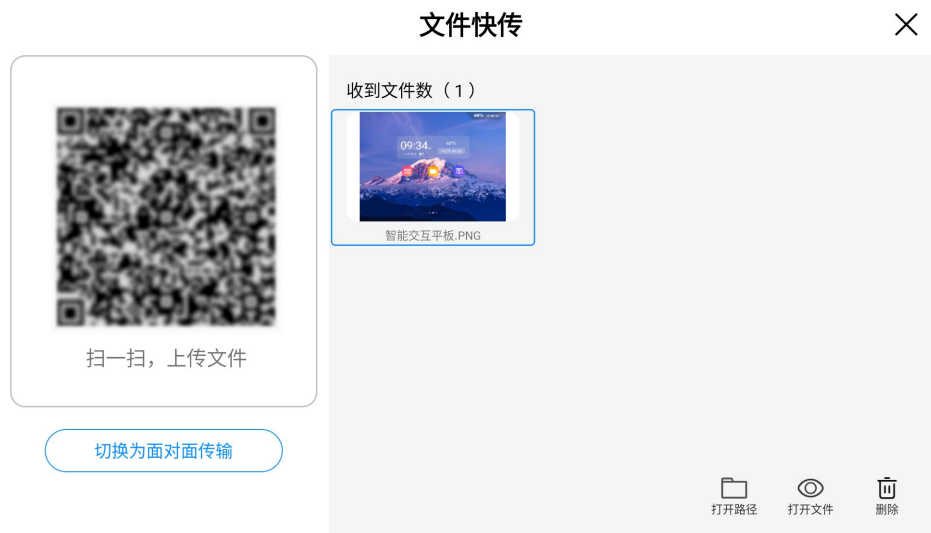 文件快传
收到文件数（1）
09:34
智能交互平板.PNG
扫一扫，上传文件
切换为面对面传输
打开路径
打开文件
删除